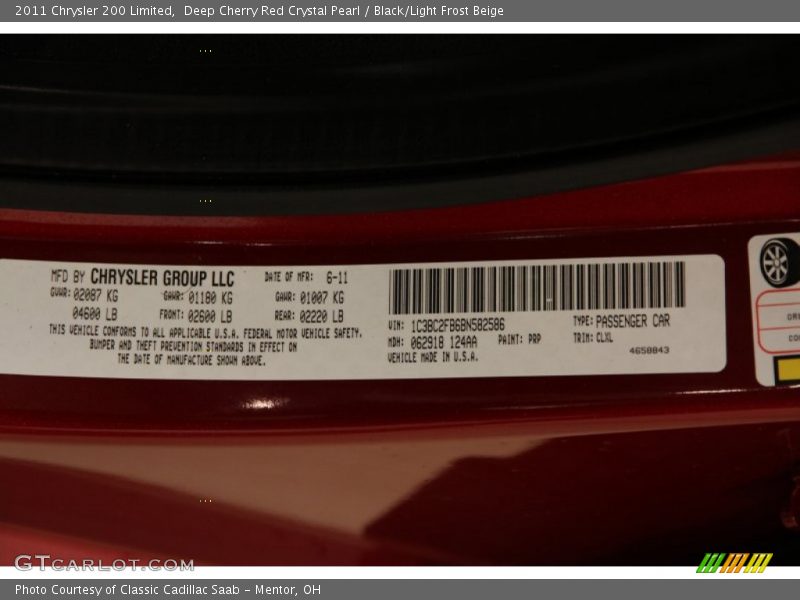 2011 Chrysler 200 Limited, Deep Cherry Red Crystal Pearl / Black/Light Frost Beige
MFD BY CHRYSLER GROUP LLC DATE OF MFR: 6-11
GVWR: 02087 KG GAWR: 01180 KG GAWR: 01007 KG
04600 LB FRONT: 02600 LB REAR: 02220 LB
THIS VEHICLE CONFORMS TO ALL APPLICABLE U.S.A. FEDERAL MOTOR VEHICLE SAFETY,
BUMPER AND THEFT PREVENTION STANDARDS IN EFFECT ON
THE DATE OF MANUFACTURE SHOWN ABOVE.
VIN: 1C3BC2FB6BN582586 TYPE: PASSENGER CAR
MDH: 062918 124AA PAINT: PRP TRIM: CLXL
VEHICLE MADE IN U.S.A. 4658843
GTCARLOT.COM
Photo Courtesy of Classic Cadillac Saab - Mentor, OH